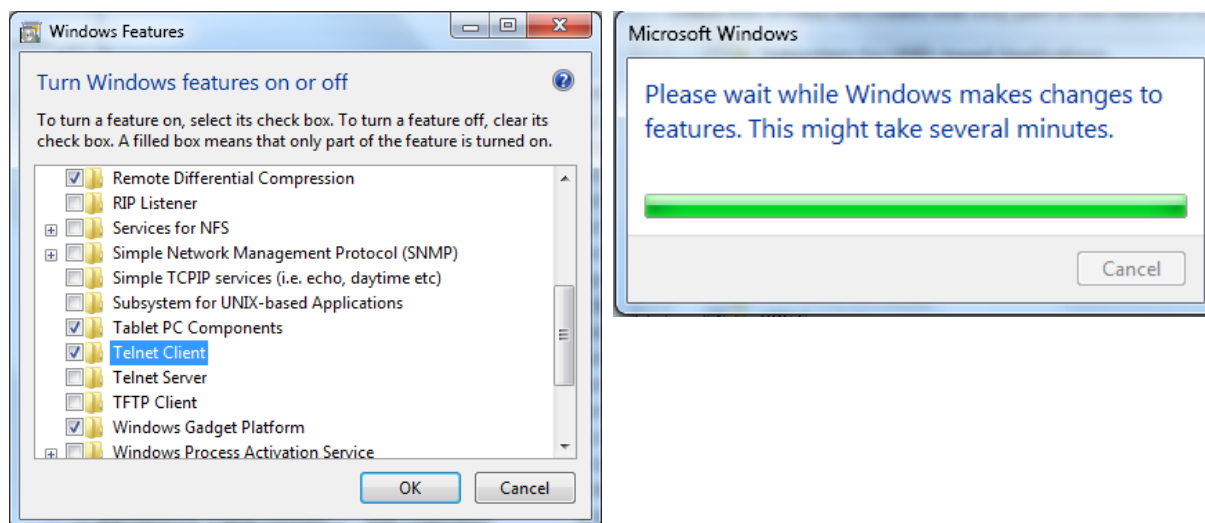 Windows Features
Turn Windows features on or off
To turn a feature on, select its check box. To turn a feature off, clear its
check box. A filled box means that only part of the feature is turned on.
Remote Differential Compression
RIP Listener
Services for NFS
Simple Network Management Protocol (SNMP)
Simple TCPIP services (i.e. echo, daytime etc)
Subsystem for UNIX-based Applications
Tablet PC Components
Telnet Client
Telnet Server
TFTP Client
Windows Gadget Platform
Windows Process Activation Service
OK
Cancel
Microsoft Windows
Please wait while Windows makes changes to
features. This might take several minutes.
Cancel